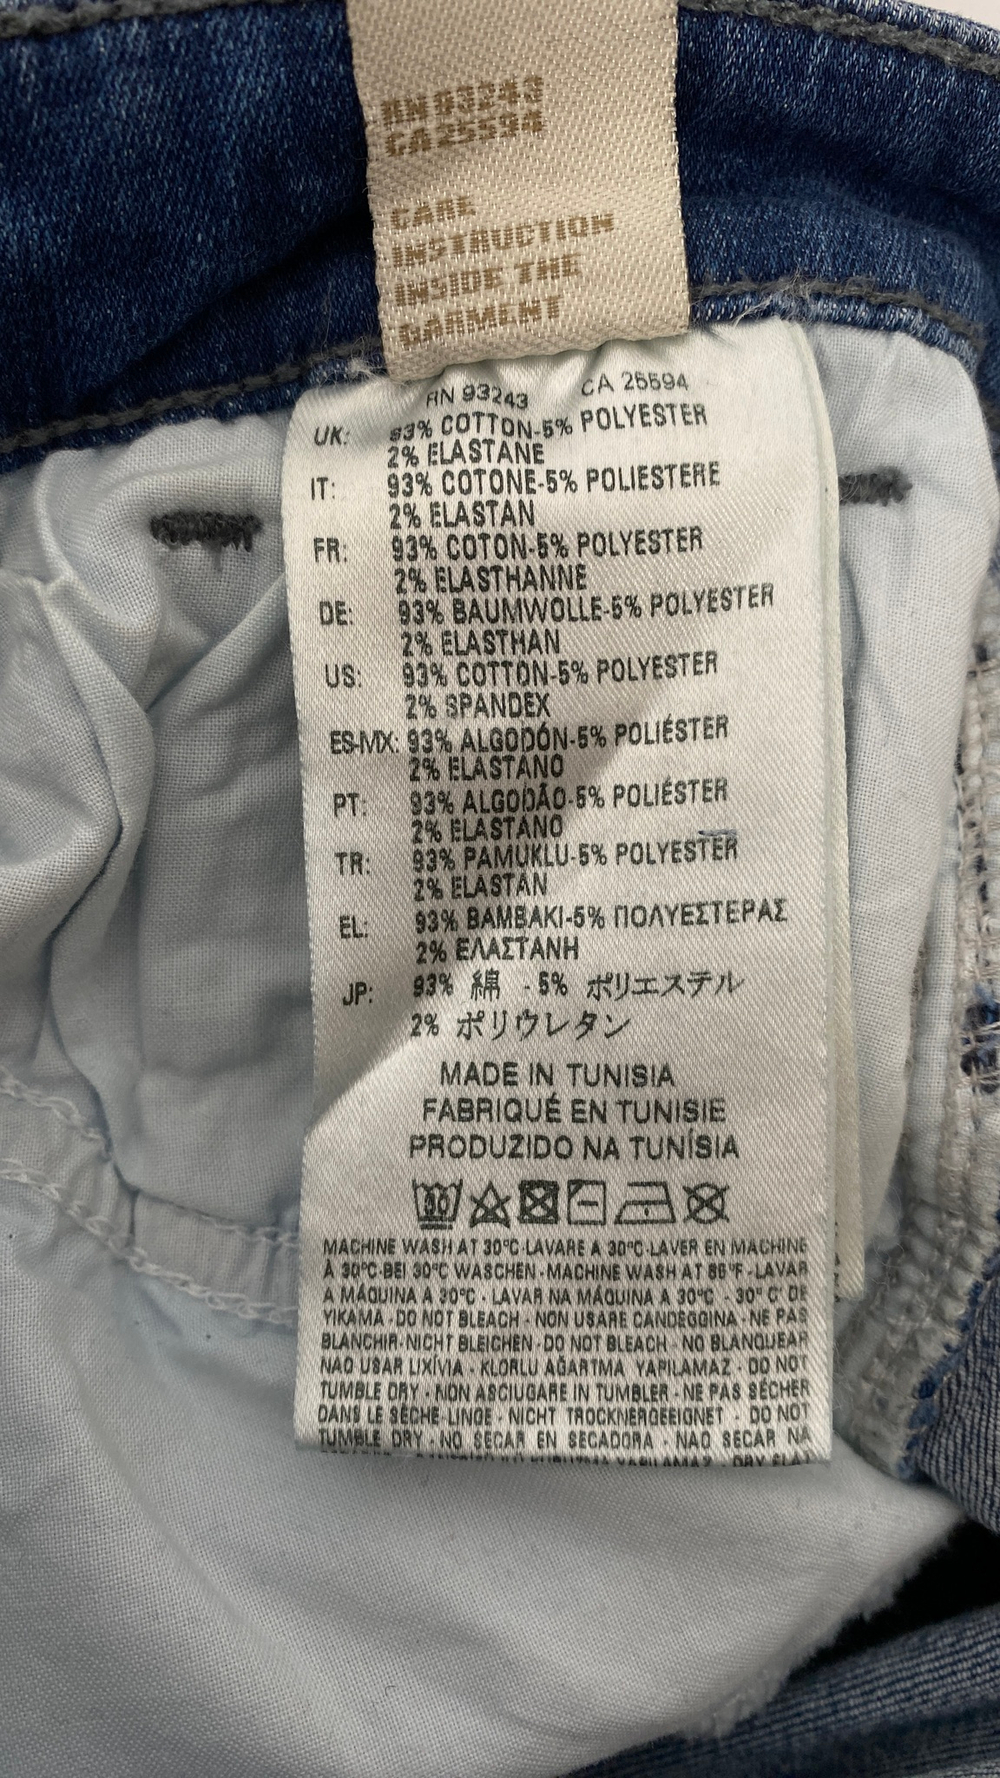 RN 93243
CA 25594
CARE
INSTRUCTION
INSIDE THE
GARMENT
RN 93243 CA 25594
UK: 93% COTTON-5% POLYESTER
2% ELASTANE
IT: 93% COTONE-5% POLIESTERE
2% ELASTAN
FR: 93% COTON-5% POLYESTER
2% ELASTHANNE
DE: 93% BAUMWOLLE-5% POLYESTER
2% ELASTHAN
US: 93% COTTON-5% POLYESTER
2% SPANDEX
ES-MX: 93% ALGODÓN-5% POLIÉSTER
2% ELASTANO
PT: 93% ALGODÃO-5% POLIÉSTER
2% ELASTANO
TR: 93% PAMUKLU-5% POLYESTER
2% ELASTAN
EL: 93% BAMBAKI-5% ΠΟΛΥΕΣΤΕΡΑΣ
2% ΕΛΑΣΤΑΝΗ
JP: 93% 綿 - 5% ポリエステル
2% ポリウレタン
MADE IN TUNISIA
FABRIQUÉ EN TUNISIE
PRODUZIDO NA TUNÍSIA
30
MACHINE WASH AT 30°C-LAVARE A 30°C-LAVER EN MACHINE
À 30°C-BEI 30°C WASCHEN-MACHINE WASH AT 86°F-LAVAR
A MÁQUINA A 30°C - LAVAR NA MÁQUINA A 30°C - 30° C' DE
YIKAMA - DO NOT BLEACH - NON USARE CANDEGGINA - NE PAS
BLANCHIR-NICHT BLEICHEN-DO NOT BLEACH - NO BLANQUEAR
NAO USAR LIXÍVIA - KLORLU AĞARTMA YAPILAMAZ - DO NOT
TUMBLE DRY - NON ASCIUGARE IN TUMBLER - NE PAS SÉCHER
DANS LE SÈCHE-LINGE - NICHT TROCKNERGEEIGNET - DO NOT
TUMBLE DRY - NO SECAR EN SECADORA - NAO SECAR NA